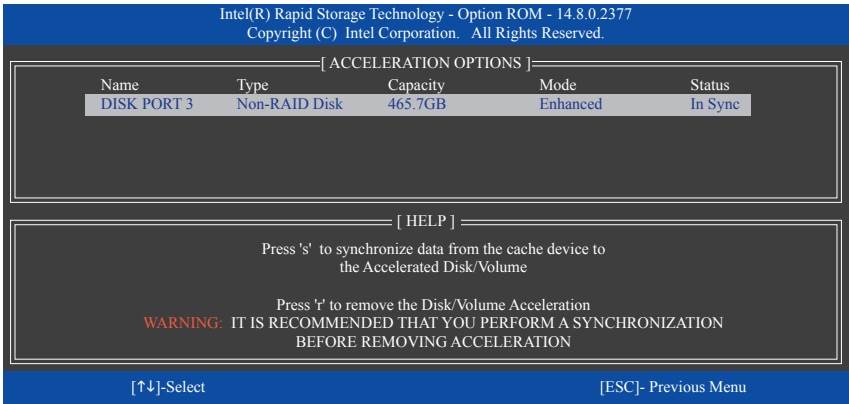 Intel(R) Rapid Storage Technology - Option ROM - 14.8.0.2377
Copyright (C) Intel Corporation. All Rights Reserved.
[ ACCELERATION OPTIONS ]
Name Type Capacity Mode Status
DISK PORT 3 Non-RAID Disk 465.7GB Enhanced In Sync
[ HELP ]
Press 's' to synchronize data from the cache device to
the Accelerated Disk/Volume
Press 'r' to remove the Disk/Volume Acceleration
WARNING: IT IS RECOMMENDED THAT YOU PERFORM A SYNCHRONIZATION
BEFORE REMOVING ACCELERATION
[↑↓]-Select [ESC]- Previous Menu